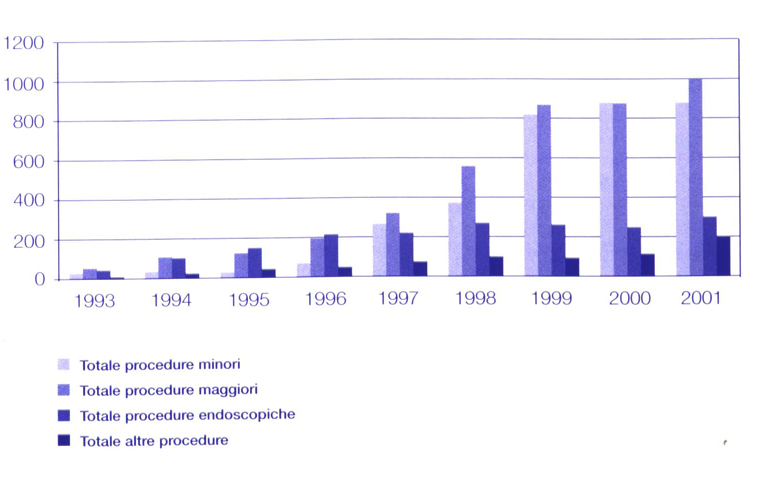 1200
1000
800
600
400
200
0
1993 1994 1995 1996 1997 1998 1999 2000 2001
Totale procedure minori
Totale procedure maggiori
Totale procedure endoscopiche
Totale altre procedure